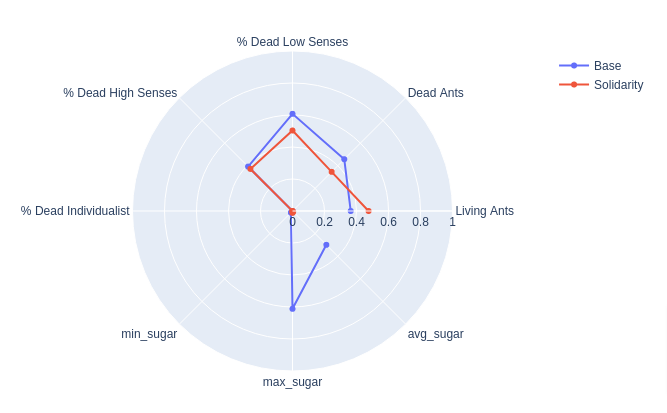 % Dead Low Senses
Base
Solidarity
% Dead High Senses
Dead Ants
% Dead Individualist
Living Ants
0 0.2 0.4 0.6 0.8 1
min_sugar
avg_sugar
max_sugar